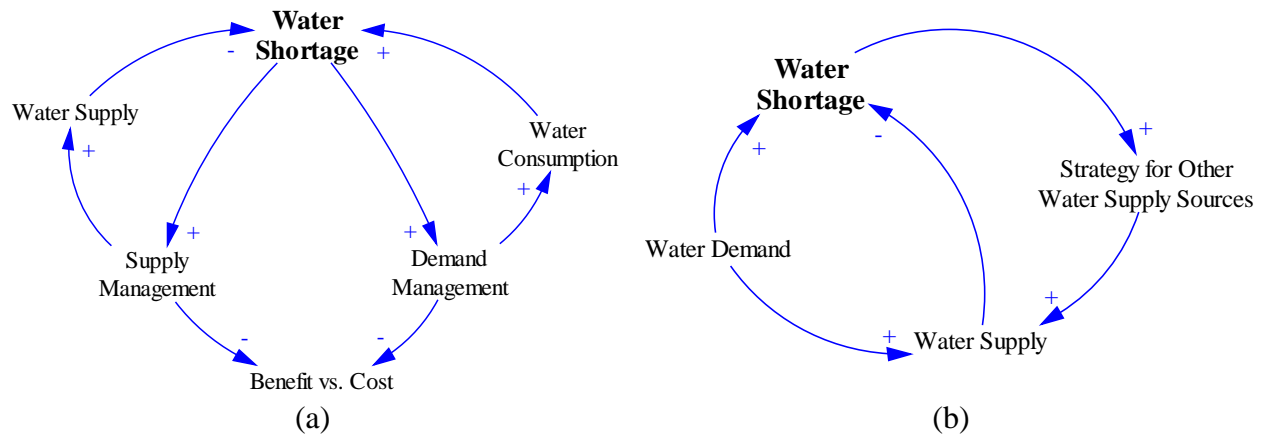 Water
Shortage
-
+
Water Supply
+
Water
Consumption
+
+
+
Supply
Management
Demand
Management
-
-
Benefit vs. Cost
(a)
Water
Shortage
+
-
+
Strategy for Other
Water Supply Sources
Water Demand
+
+
Water Supply
(b)